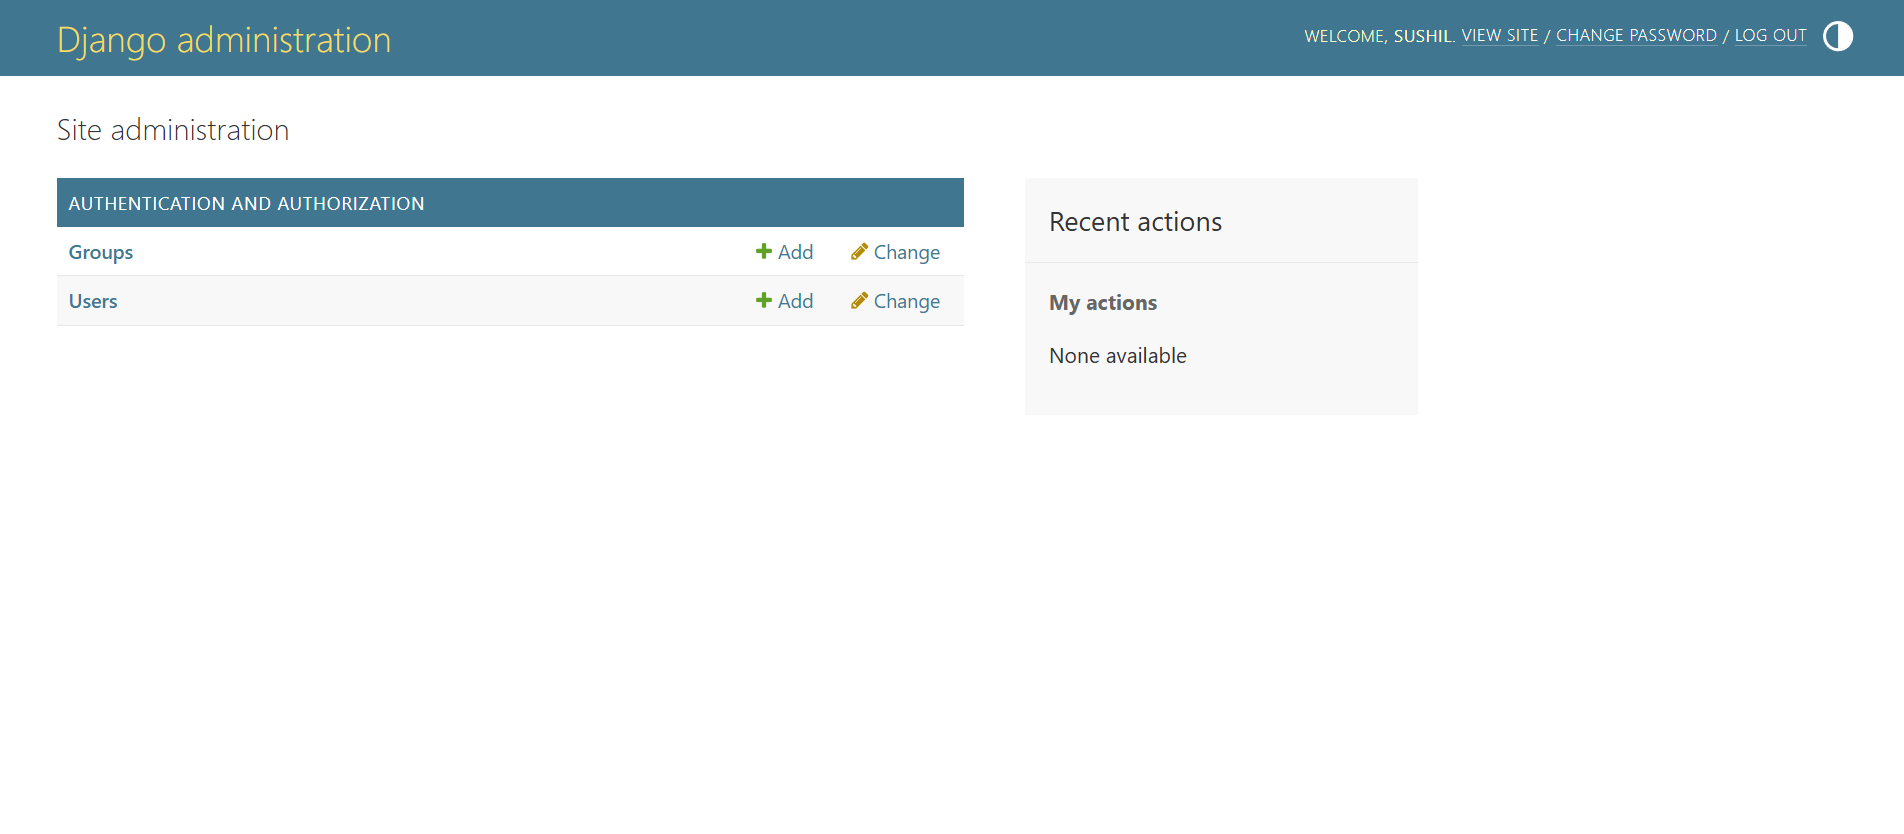 Django administration
WELCOME, SUSHIL. VIEW SITE / CHANGE PASSWORD / LOG OUT
Site administration
AUTHENTICATION AND AUTHORIZATION
Groups Add Change
Users Add Change
Recent actions
My actions
None available